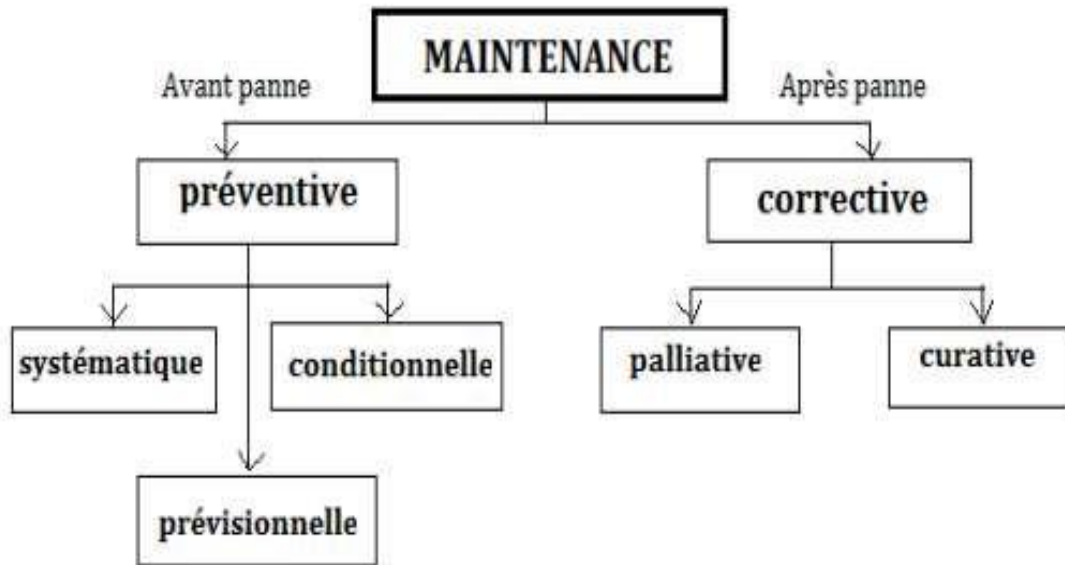 MAINTENANCE
Avant panne
Après panne
préventive
corrective
systématique
conditionnelle
palliative
curative
prévisionnelle